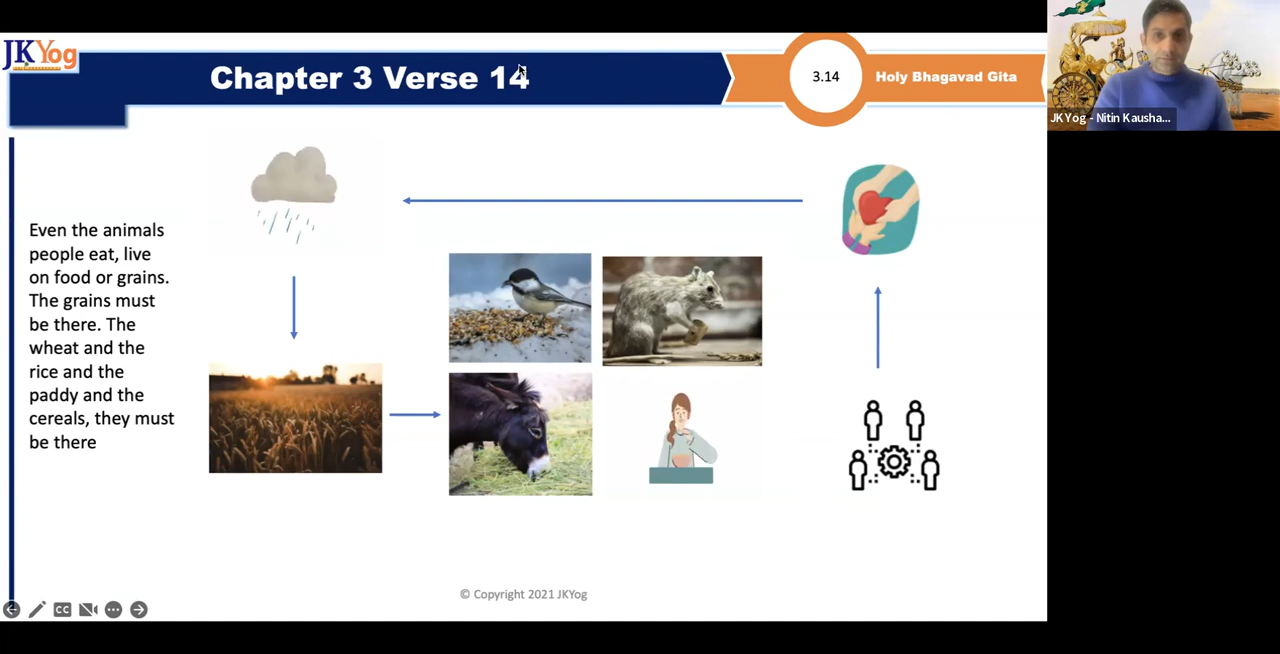 JKYog
Chapter 3 Verse 14
3.14
Holy Bhagavad Gita
JKYog - Nitin Kausha...
Even the animals
people eat, live
on food or grains.
The grains must
be there. The
wheat and the
rice and the
paddy and the
cereals, they must
be there
© Copyright 2021 JKYog
CC